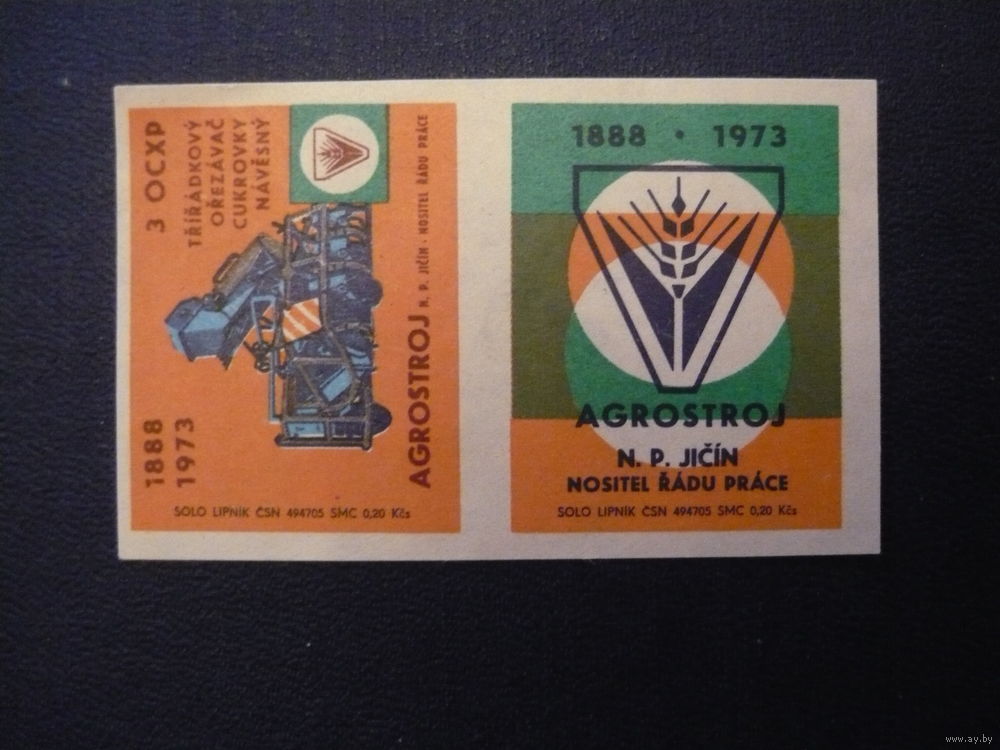 3 OCXP
TŘÍŘÁDKOVÝ
OŘEZÁVAČ
CUKROVKY
NÁVĚSNÝ
1888
1973
AGROSTROJ N. P. JIČÍN · NOSITEL ŘÁDU PRÁCE
SOLO LIPNÍK ČSN 494705 SMC 0,20 Kčs
1888 · 1973
AGROSTROJ
N. P. JIČÍN
NOSITEL ŘÁDU PRÁCE
SOLO LIPNÍK ČSN 494705 SMC 0,20 Kčs
www.ay.by